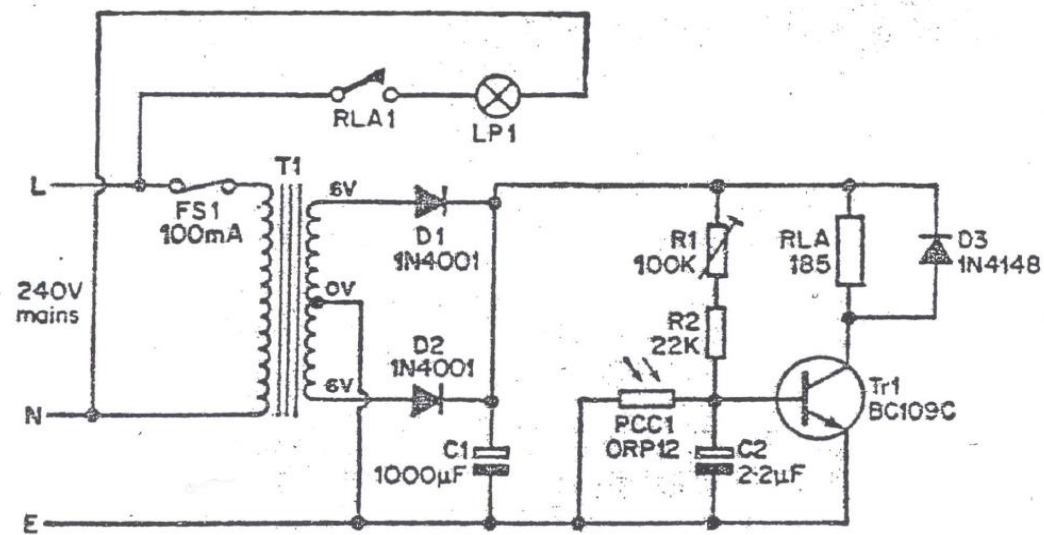 RLA1
LP1
L
T1
FS1
100mA
6V
D1
1N4001
R1
100K
RLA
185
D3
1N4148
240V
mains
0V
R2
22K
D2
1N4001
6V
Tr1
BC109C
N
PCC1
ORP12
C1
1000µF
C2
2·2µF
E